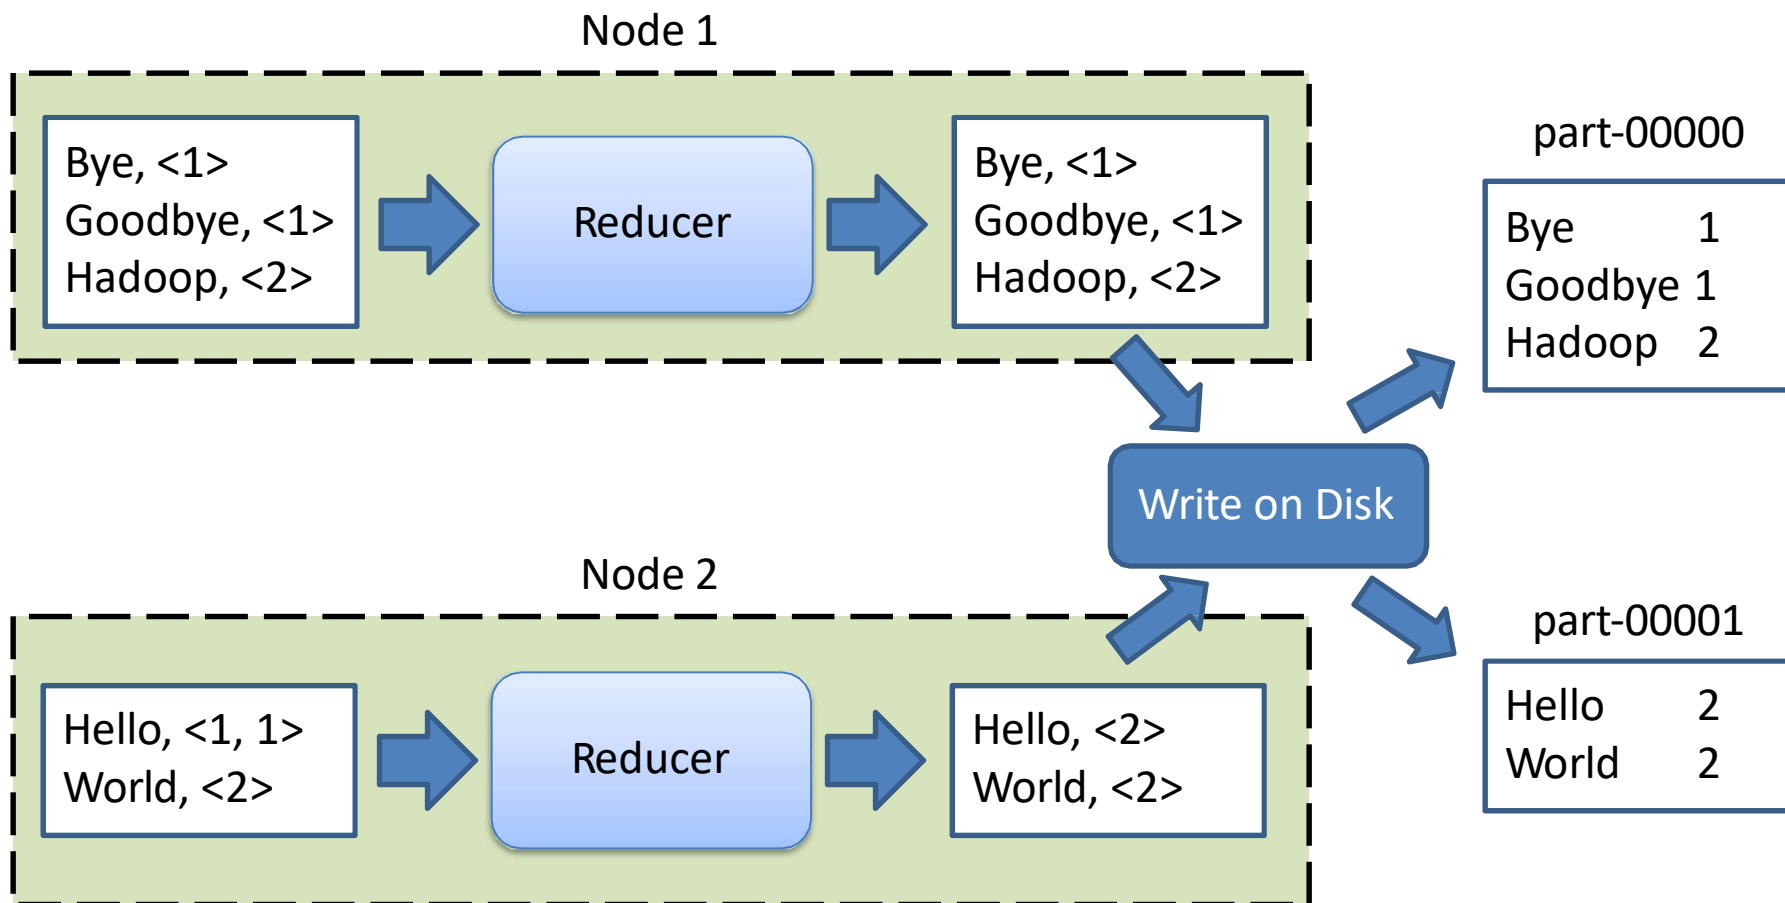 Node 1
Bye, <1>
Goodbye, <1>
Hadoop, <2>
Reducer
Bye, <1>
Goodbye, <1>
Hadoop, <2>
part-00000
Bye 1
Goodbye 1
Hadoop 2
Write on Disk
Node 2
Hello, <1, 1>
World, <2>
Reducer
Hello, <2>
World, <2>
part-00001
Hello 2
World 2